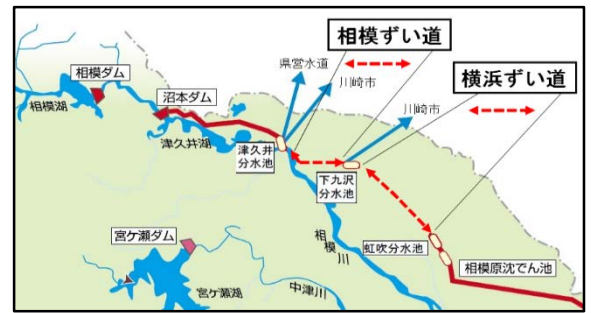 相模ずい道
横浜ずい道
県営水道
川崎市
川崎市
相模ダム
相模湖
沼本ダム
津久井湖
津久井
分水池
下九沢
分水池
相模川
虹吹分水池
相模原沈でん池
宮ケ瀬ダム
宮ケ瀬湖
中津川